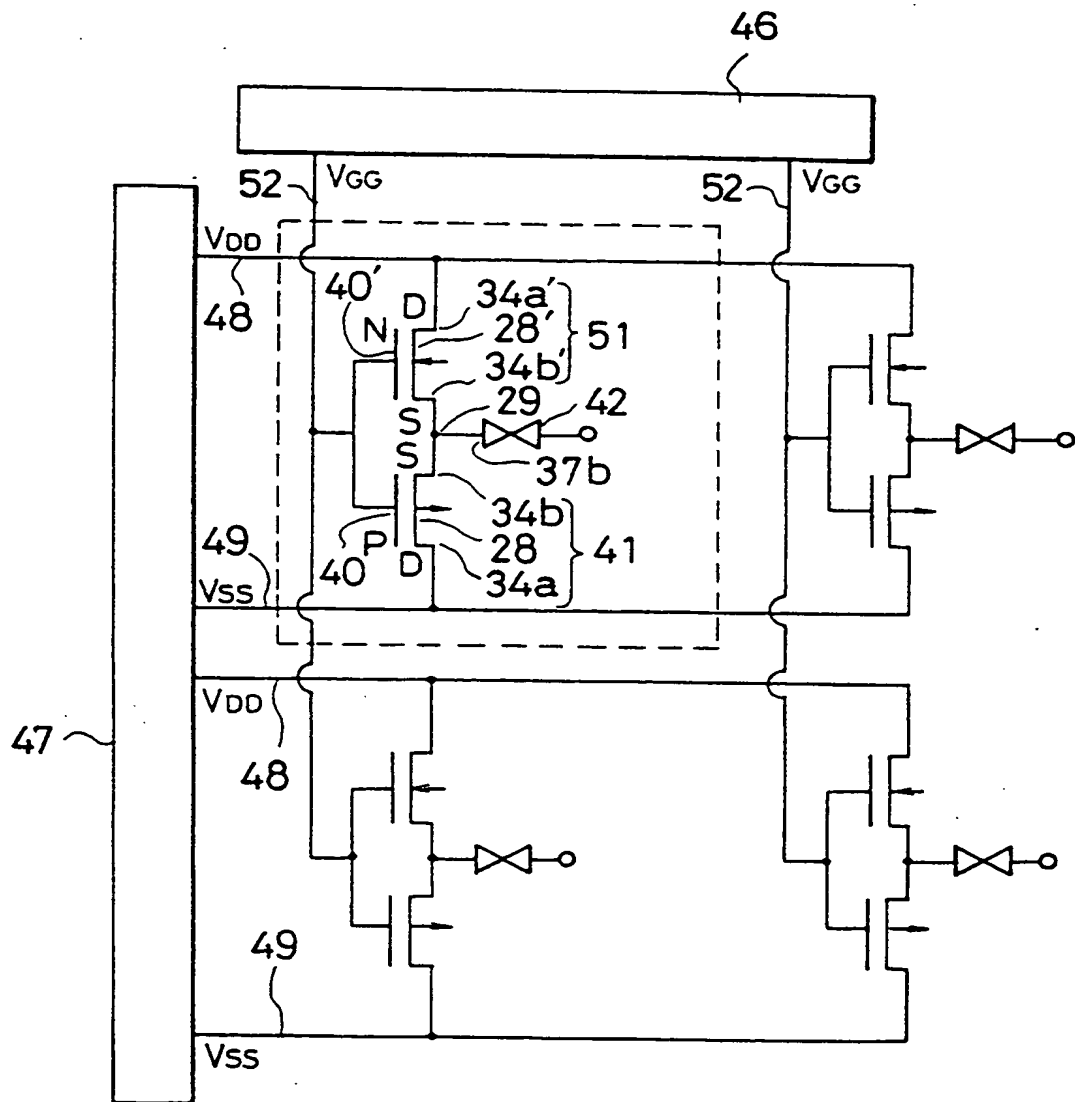 46
52 VGG 52 VGG
VDD
48 40' D 34a'
N 28' 51
34b'
S 29 42
S 37b
34b
49 40 P 28 41
D 34a
VSS
VDD
47 48
49
VSS